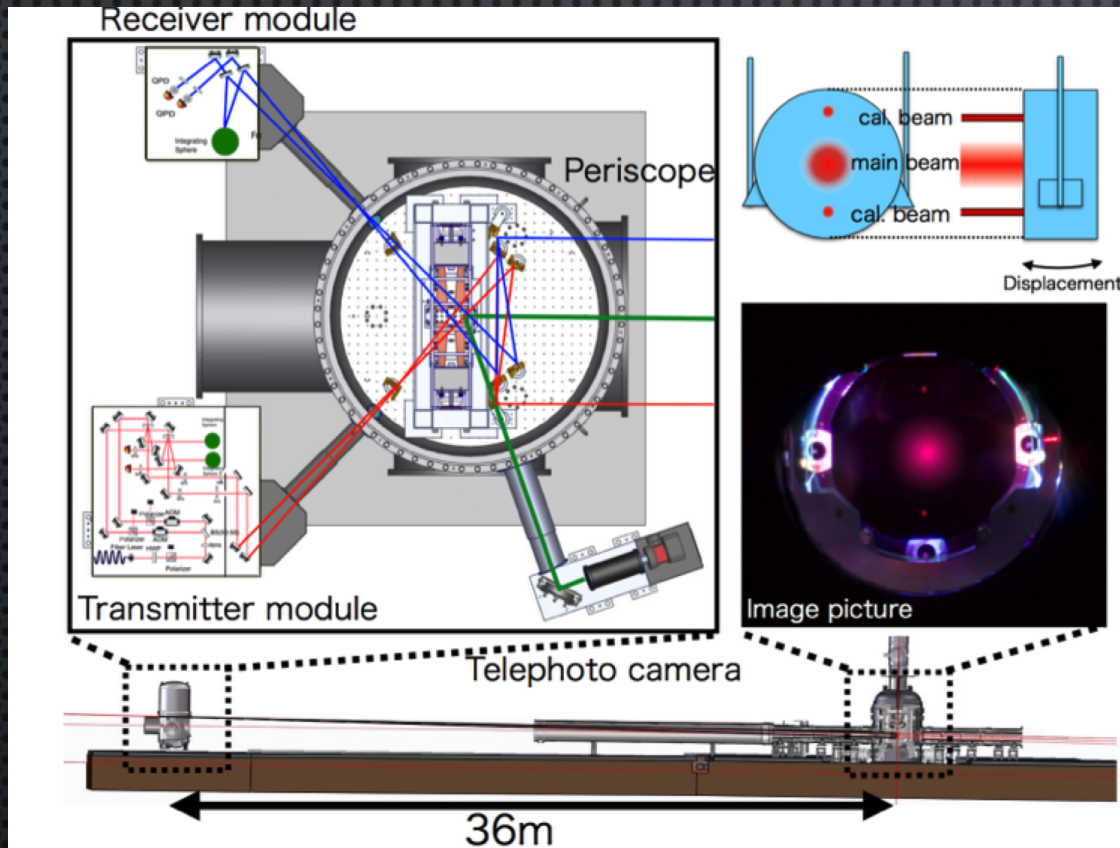 Receiver module
QPD
QPD
Integrating
Sphere
Periscope
cal. beam
main beam
cal. beam
Displacement
Integrating
Sphere
Polarizer
AOM
Polarizer
AOM
Fiber Laser
HWP
Polarizer
Transmitter module
Image picture
Telephoto camera
36m